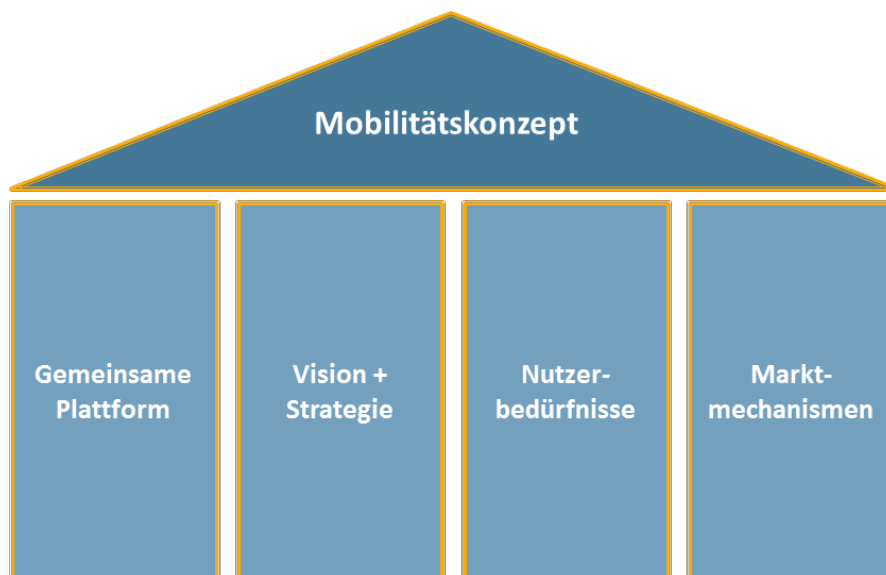 Mobilitätskonzept
Gemeinsame
Plattform
Vision +
Strategie
Nutzer-
bedürfnisse
Markt-
mechanismen